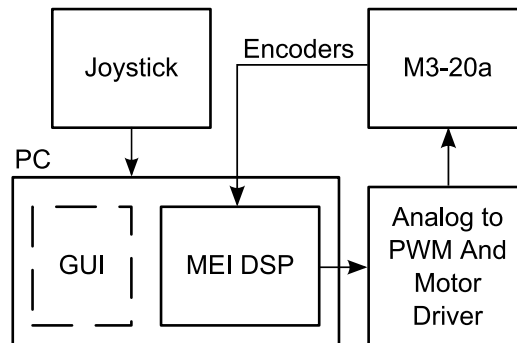 Joystick
Encoders
M3-20a
PC
GUI
MEI DSP
Analog to
PWM And
Motor
Driver